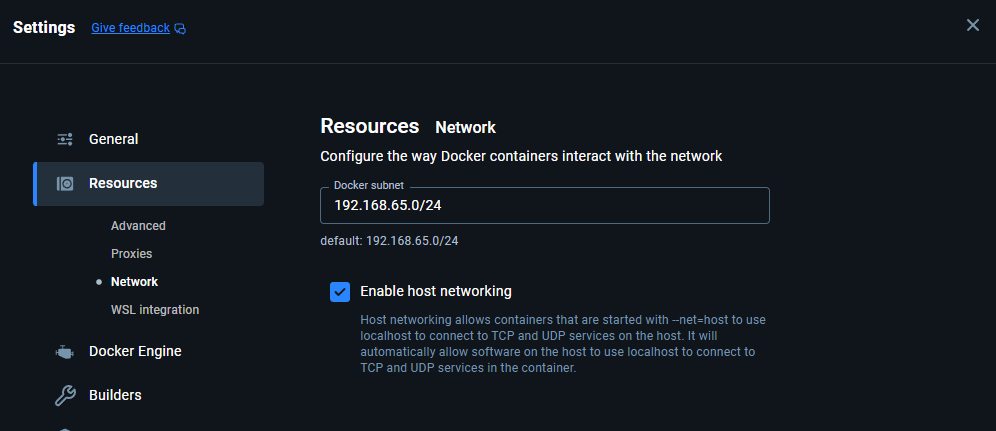 Settings Give feedback
General
Resources
Advanced
Proxies
Network
WSL integration
Docker Engine
Builders
Resources Network
Configure the way Docker containers interact with the network
Docker subnet
192.168.65.0/24
default: 192.168.65.0/24
Enable host networking
Host networking allows containers that are started with --net=host to use
localhost to connect to TCP and UDP services on the host. It will
automatically allow software on the host to use localhost to connect to
TCP and UDP services in the container.